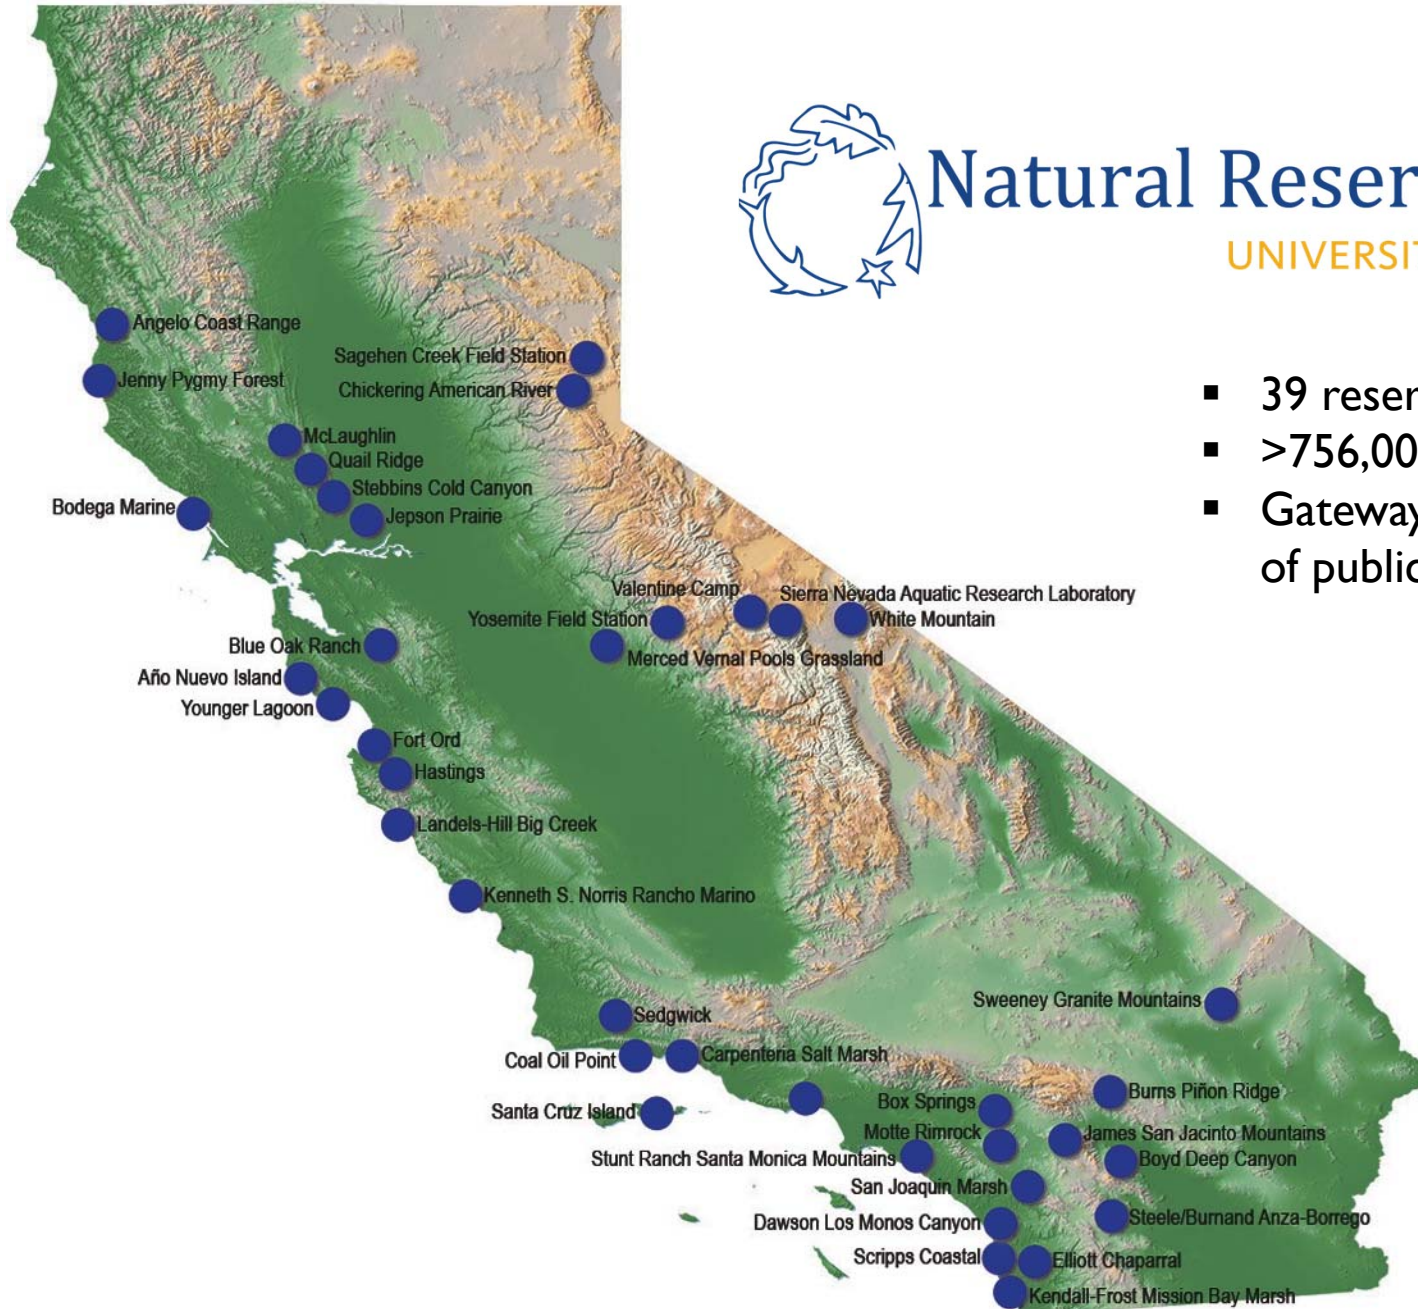 Natural Reser
UNIVERSIT
▪ 39 reser
▪ >756,00
▪ Gateway
of public
Angelo Coast Range
Sagehen Creek Field Station
Jenny Pygmy Forest
Chickering American River
McLaughlin
Quail Ridge
Stebbins Cold Canyon
Bodega Marine
Jepson Prairie
Valentine Camp
Sierra Nevada Aquatic Research Laboratory
Yosemite Field Station
White Mountain
Blue Oak Ranch
Merced Vernal Pools Grassland
Año Nuevo Island
Younger Lagoon
Fort Ord
Hastings
Landels-Hill Big Creek
Kenneth S. Norris Rancho Marino
Sweeney Granite Mountains
Sedgwick
Coal Oil Point
Carpenteria Salt Marsh
Burns Piñon Ridge
Box Springs
Santa Cruz Island
Motte Rimrock
James San Jacinto Mountains
Stunt Ranch Santa Monica Mountains
Boyd Deep Canyon
San Joaquin Marsh
Dawson Los Monos Canyon
Steele/Burnand Anza-Borrego
Scripps Coastal
Elliott Chaparral
Kendall-Frost Mission Bay Marsh